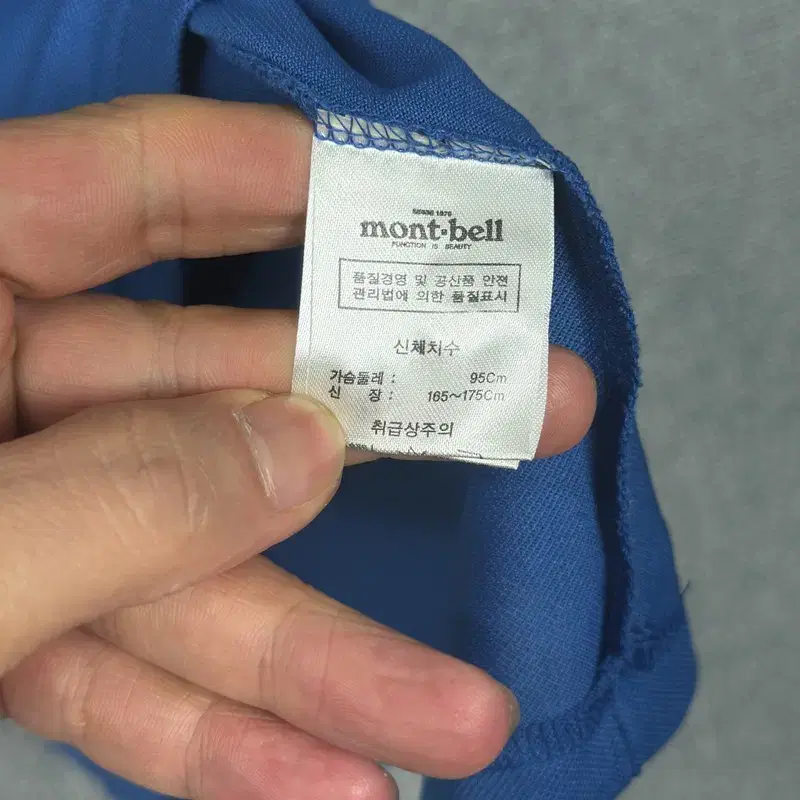 SINCE 1975
mont·bell
FUNCTION IS BEAUTY
품질경영 및 공산품 안전
관리법에 의한 품질표시
신체치수
가슴둘레 : 95Cm
신 장 : 165~175Cm
취급상주의